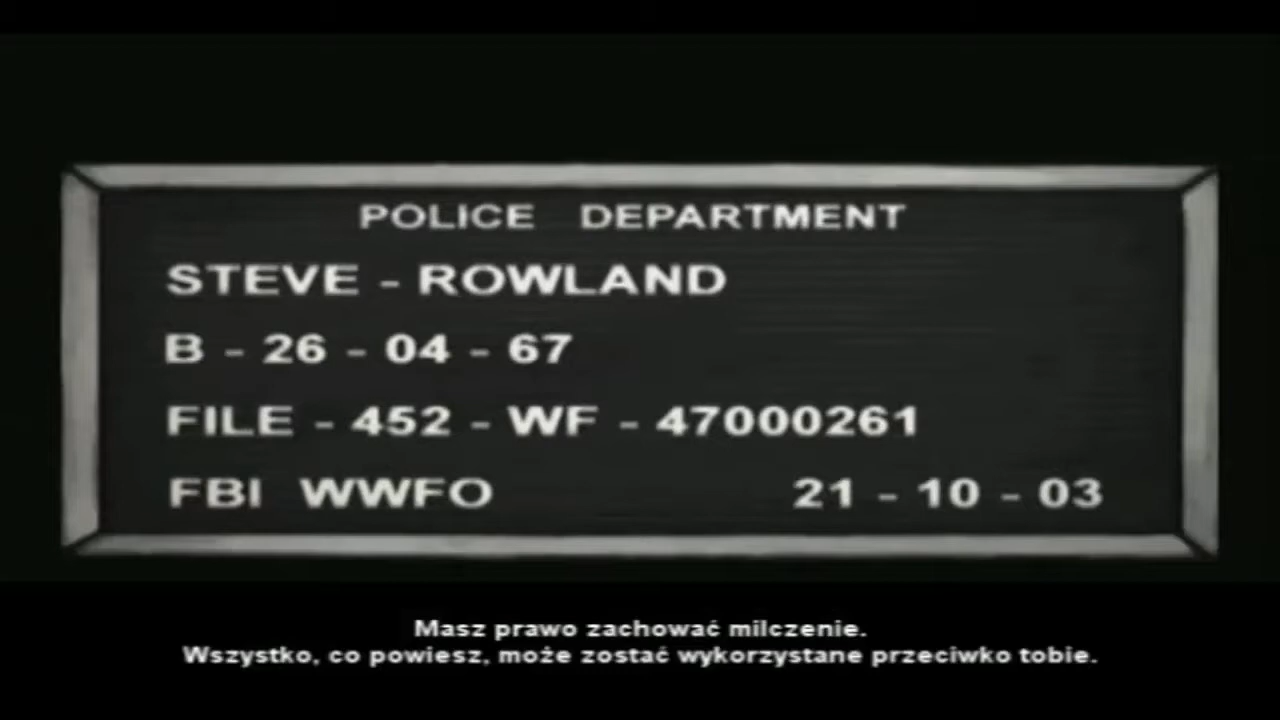 POLICE DEPARTMENT
STEVE - ROWLAND
B - 26 - 04 - 67
FILE - 452 - WF - 47000261
FBI WWFO 21 - 10 - 03
Masz prawo zachować milczenie.
Wszystko, co powiesz, może zostać wykorzystane przeciwko tobie.